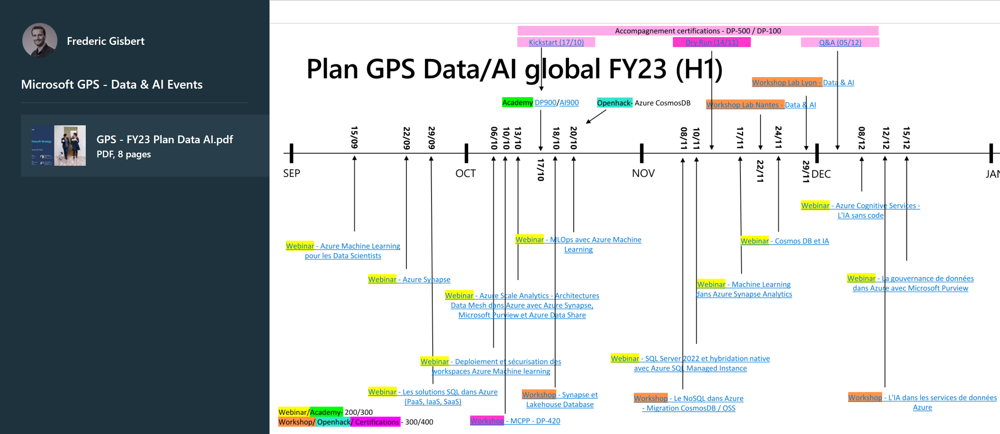 Frederic Gisbert
Microsoft GPS - Data & AI Events
Data/AI Strategy
GPS - FY23 Plan Data AI.pdf
PDF, 8 pages
Accompagnement certifications - DP-500 / DP-100
Kickstart (17/10)
Dry Run (14/11)
Q&A (05/12)
Plan GPS Data/AI global FY23 (H1)
Workshop Lab Lyon - Data & AI
Academy DP900/AI900
Openhack- Azure CosmosDB
Workshop Lab Nantes - Data & AI
15/09
22/09
29/09
06/10
10/10
13/10
18/10
20/10
08/11
10/11
17/11
24/11
08/12
12/12
15/12
17/10
22/11
29/11
SEP
OCT
NOV
DEC
JAN
Webinar - Azure Cognitive Services -
L'IA sans code
Webinar - Azure Machine Learning
pour les Data Scientists
Webinar - MLOps avec Azure Machine
Learning
Webinar - Cosmos DB et IA
Webinar - Azure Synapse
Webinar - Azure Scale Analytics - Architectures
Data Mesh dans Azure avec Azure Synapse,
Microsoft Purview et Azure Data Share
Webinar - Machine Learning
dans Azure Synapse Analytics
Webinar - La gouvernance de données
dans Azure avec Microsoft Purview
Webinar - Deploiement et sécurisation des
workspaces Azure Machine learning
Webinar - SQL Server 2022 et hybridation native
avec Azure SQL Managed Instance
Webinar - Les solutions SQL dans Azure
(PaaS, IaaS, SaaS)
Workshop - Synapse et
Lakehouse Database
Workshop - Le NoSQL dans Azure
- Migration CosmosDB / OSS
Workshop - L'IA dans les services de données
Azure
Webinar/Academy- 200/300
Workshop/ Openhack/ Certifications - 300/400
Workshop - MCPP - DP-420